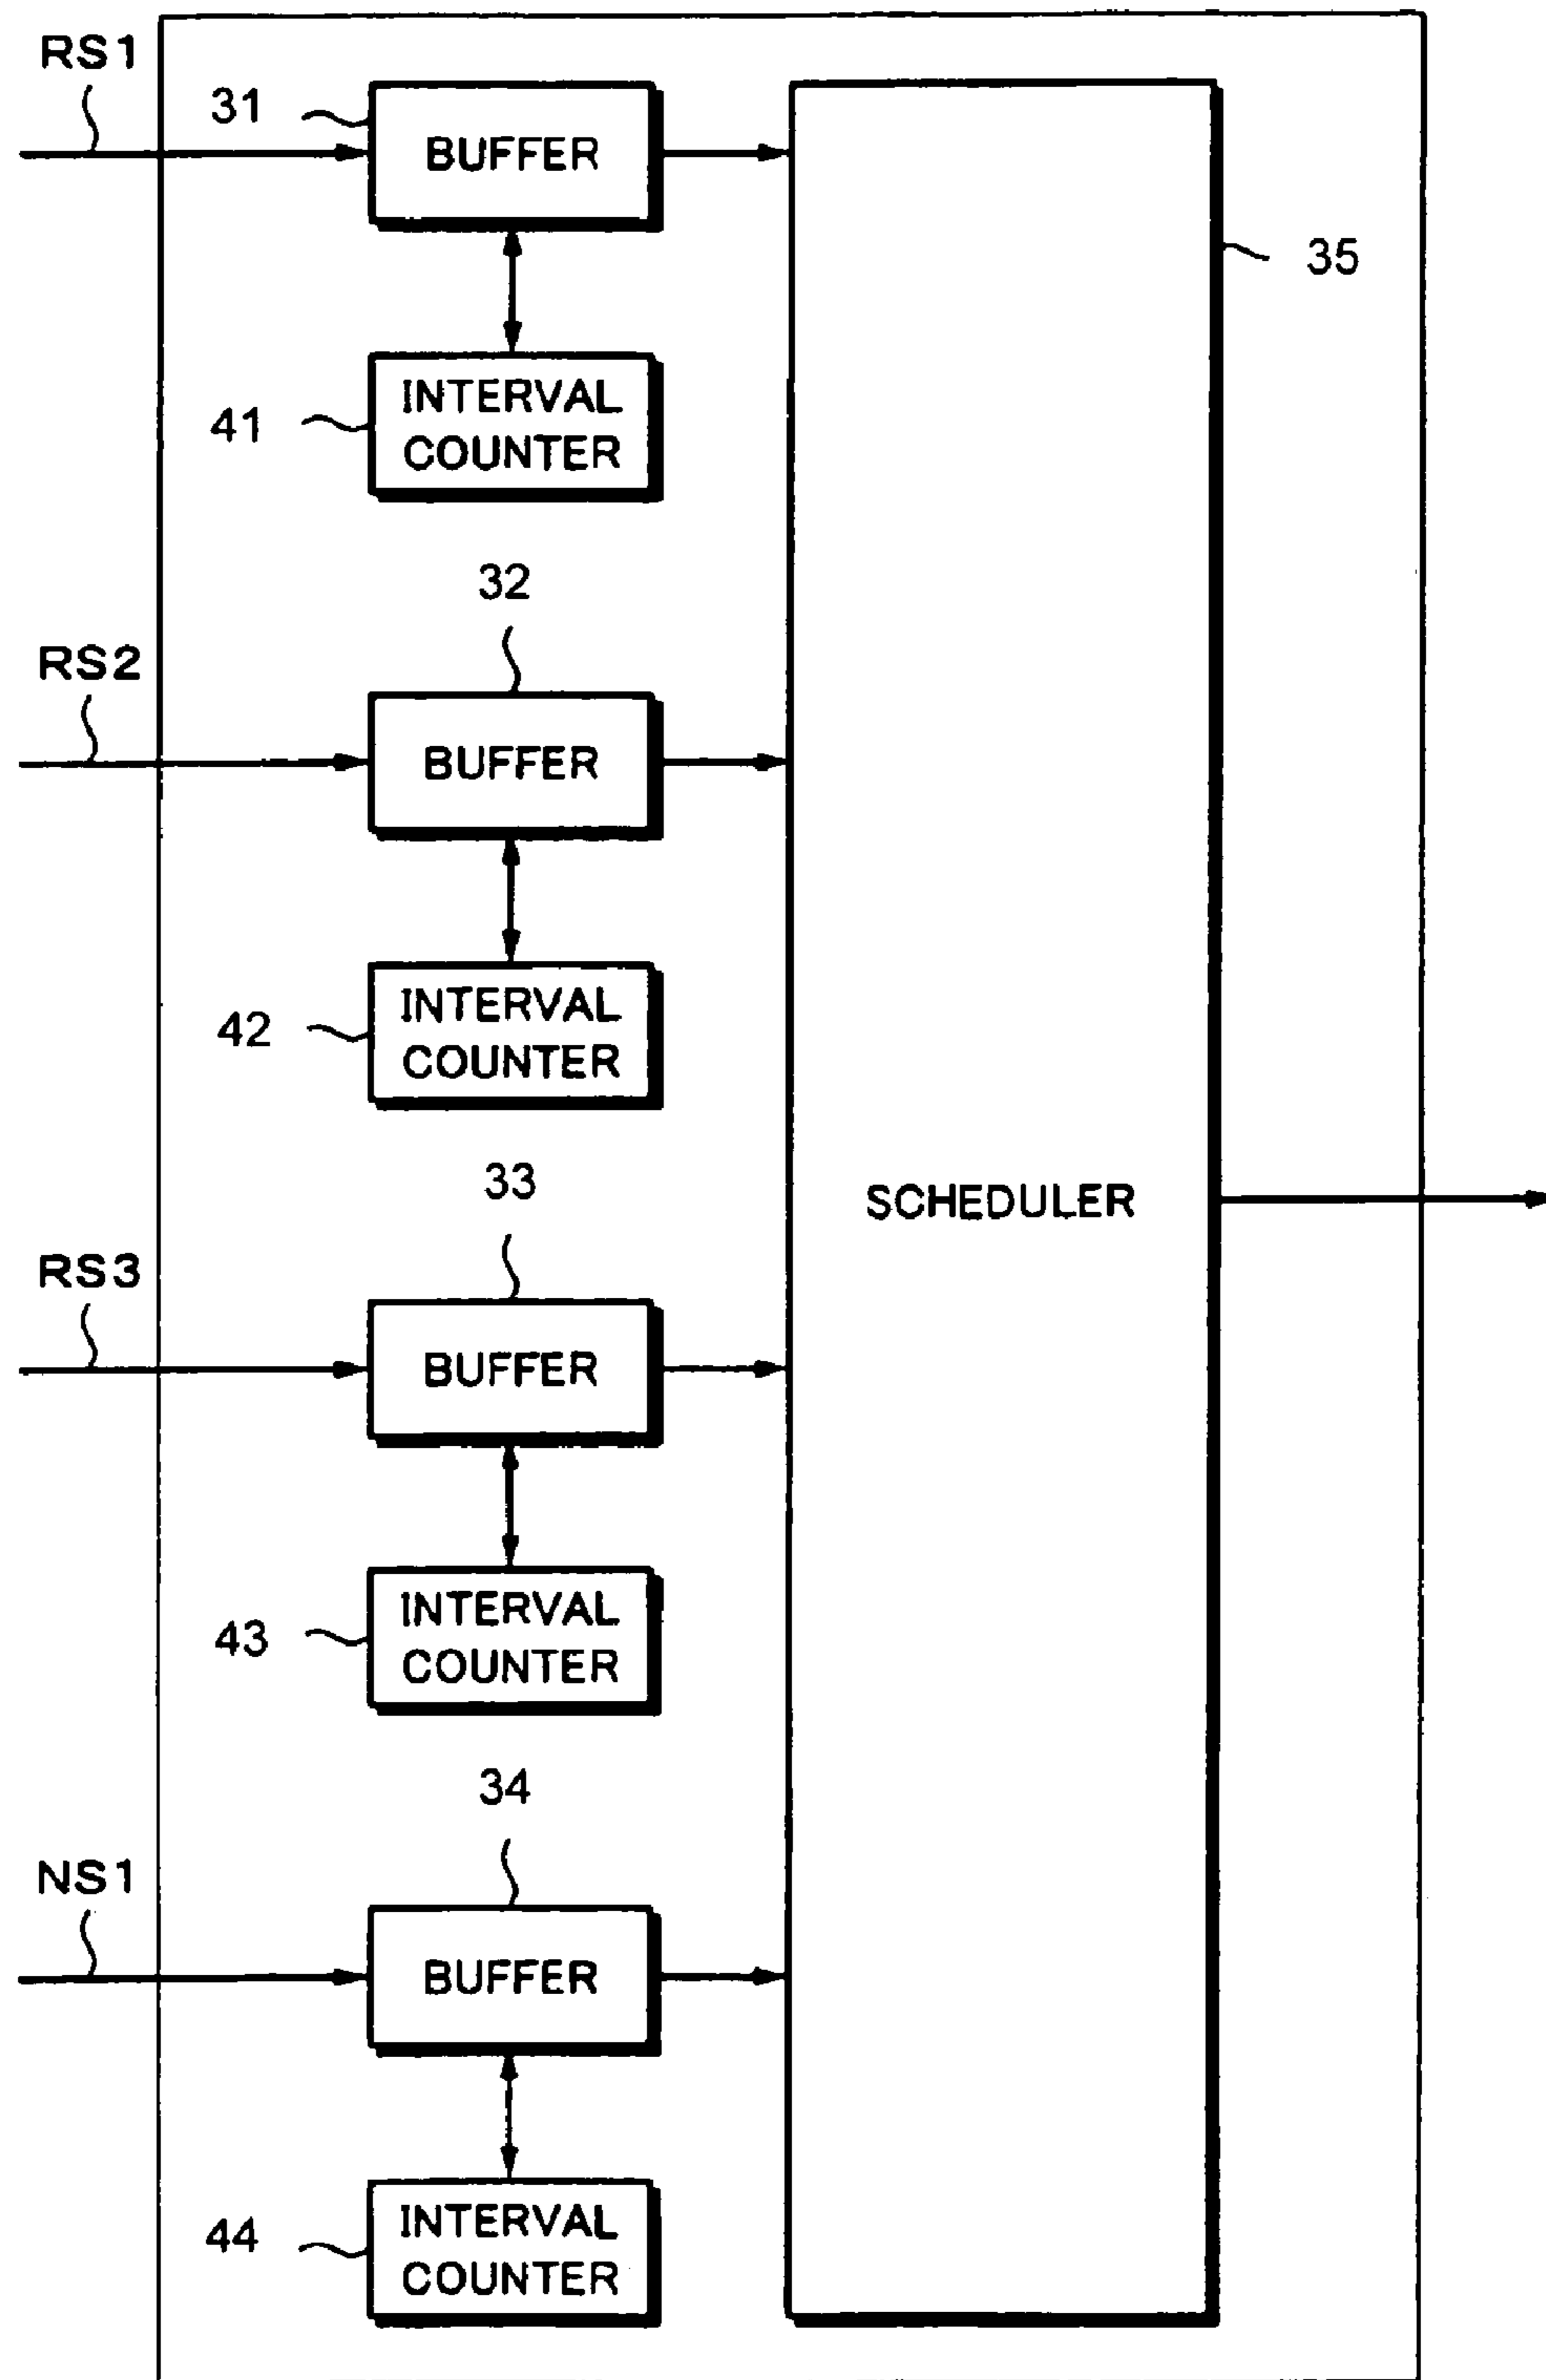 RS1
31
BUFFER
35
41
INTERVAL
COUNTER
32
RS2
BUFFER
42
INTERVAL
COUNTER
33
SCHEDULER
RS3
BUFFER
43
INTERVAL
COUNTER
34
NS1
BUFFER
44
INTERVAL
COUNTER